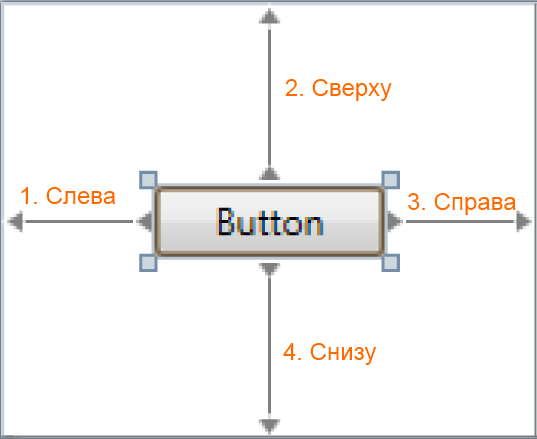 2. Сверху
1. Слева
3. Справа
Button
4. Снизу